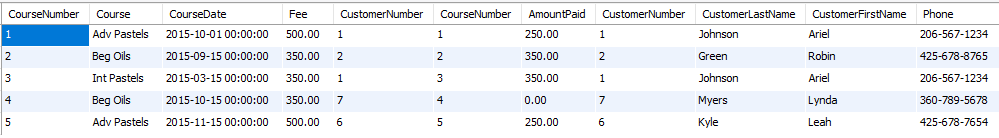 CourseNumber Course CourseDate Fee CustomerNumber CourseNumber AmountPaid CustomerNumber CustomerLastName CustomerFirstName Phone
1 Adv Pastels 2015-10-01 00:00:00 500.00 1 1 250.00 1 Johnson Ariel 206-567-1234
2 Beg Oils 2015-09-15 00:00:00 350.00 2 2 350.00 2 Green Robin 425-678-8765
3 Int Pastels 2015-03-15 00:00:00 350.00 1 3 350.00 1 Johnson Ariel 206-567-1234
4 Beg Oils 2015-10-15 00:00:00 350.00 7 4 0.00 7 Myers Lynda 360-789-5678
5 Adv Pastels 2015-11-15 00:00:00 500.00 6 5 250.00 6 Kyle Leah 425-678-7654